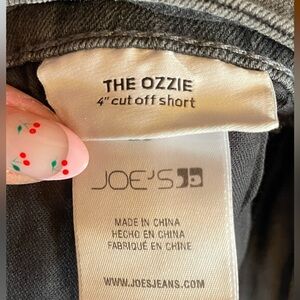 THE OZZIE
4" cut off short
JOE'S
MADE IN CHINA
HECHO EN CHINA
FABRIQUÉ EN CHINE
WWW.JOESJEANS.COM